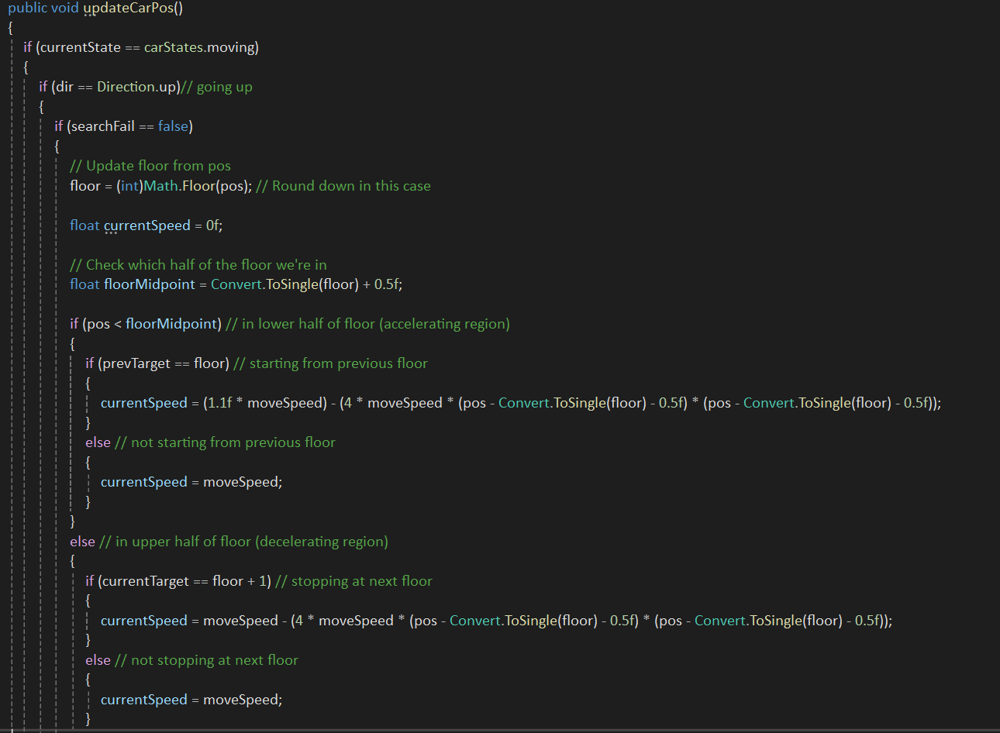 public void updateCarPos()
{
if (currentState == carStates.moving)
{
if (dir == Direction.up)// going up
{
if (searchFail == false)
{
// Update floor from pos
floor = (int)Math.Floor(pos); // Round down in this case
float currentSpeed = 0f;
// Check which half of the floor we're in
float floorMidpoint = Convert.ToSingle(floor) + 0.5f;
if (pos < floorMidpoint) // in lower half of floor (accelerating region)
{
if (prevTarget == floor) // starting from previous floor
{
currentSpeed = (1.1f * moveSpeed) - (4 * moveSpeed * (pos - Convert.ToSingle(floor) - 0.5f) * (pos - Convert.ToSingle(floor) - 0.5f));
}
else // not starting from previous floor
{
currentSpeed = moveSpeed;
}
}
else // in upper half of floor (decelerating region)
{
if (currentTarget == floor + 1) // stopping at next floor
{
currentSpeed = moveSpeed - (4 * moveSpeed * (pos - Convert.ToSingle(floor) - 0.5f) * (pos - Convert.ToSingle(floor) - 0.5f));
}
else // not stopping at next floor
{
currentSpeed = moveSpeed;
}